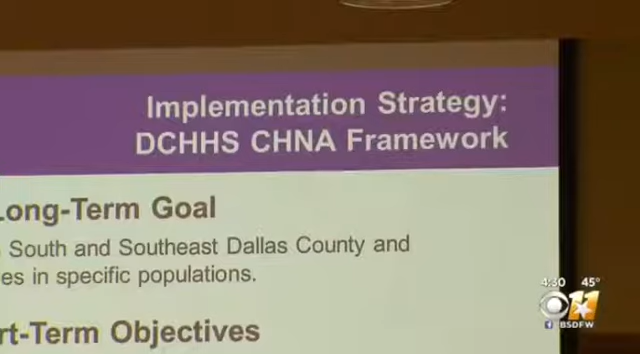 Implementation Strategy:
DCHHS CHNA Framework
Long-Term Goal
South and Southeast Dallas County and
es in specific populations.
rt-Term Objectives
4:30 45°
11
BSDFW